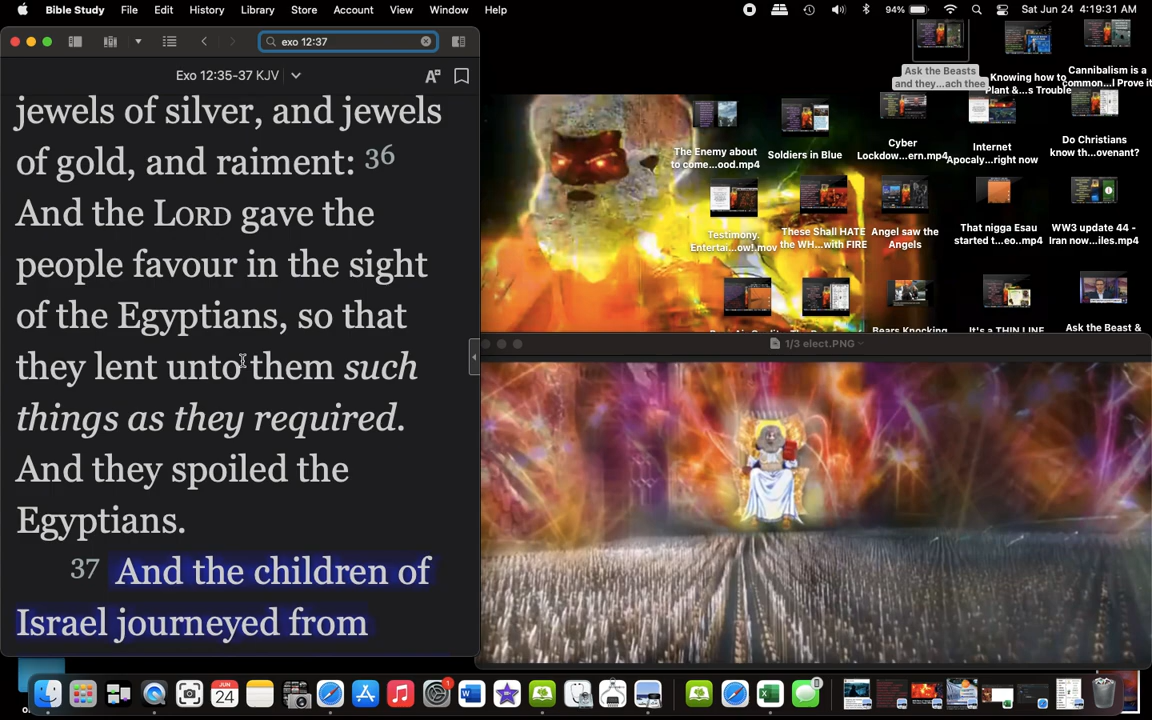 Bible Study File Edit History Library Store Account View Window Help 94% Sat Jun 24 4:19:31 AM
exo 12:37
Exo 12:35-37 KJV
jewels of silver, and jewels
of gold, and raiment: 36
And the LORD gave the
people favour in the sight
of the Egyptians, so that
they lent unto them such
things as they required.
And they spoiled the
Egyptians.
37 And the children of
Israel journeyed from
Ask the Beasts
and they...ach thee
Knowing how to
Plant &...s Trouble
Cannibalism is a
common...I Prove it
The Enemy about
to come...ood.mp4
Soldiers in Blue
Cyber
Lockdow...ern.mp4
Internet
Apocaly...right now
Do Christians
know th...ovenant?
Testimony.
Entertai...ow!.mov
These Shall HATE
the WH...with FIRE
Angel saw the
Angels
That nigga Esau
started t...eo..mp4
WW3 update 44 -
Iran now...iles.mp4
Bears Knocking
It's a THIN LINE
Ask the Beast &
1/3 elect.PNG
JUN
24
1